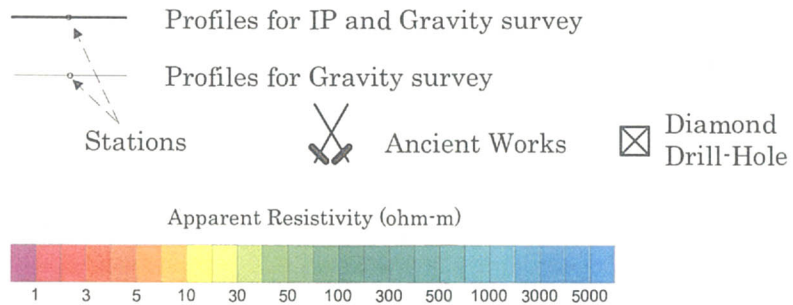 Profiles for IP and Gravity survey
Profiles for Gravity survey
Stations
Ancient Works
Diamond
Drill-Hole
Apparent Resistivity (ohm-m)
1 3 5 10 30 50 100 300 500 1000 3000 5000